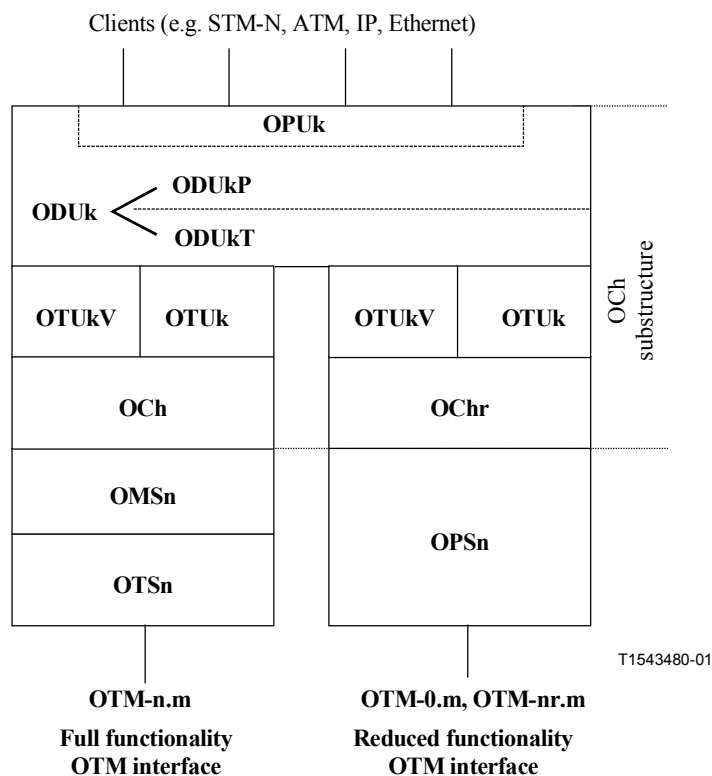 Clients (e.g. STM-N, ATM, IP, Ethernet)
OPUk
ODUkP
ODUk
ODUkT
OTUkV OTUk OTUkV OTUk
OCh substructure
OCh OChr
OMSn
OPSn
OTSn
T1543480-01
OTM-n.m OTM-0.m, OTM-nr.m
Full functionality Reduced functionality
OTM interface OTM interface